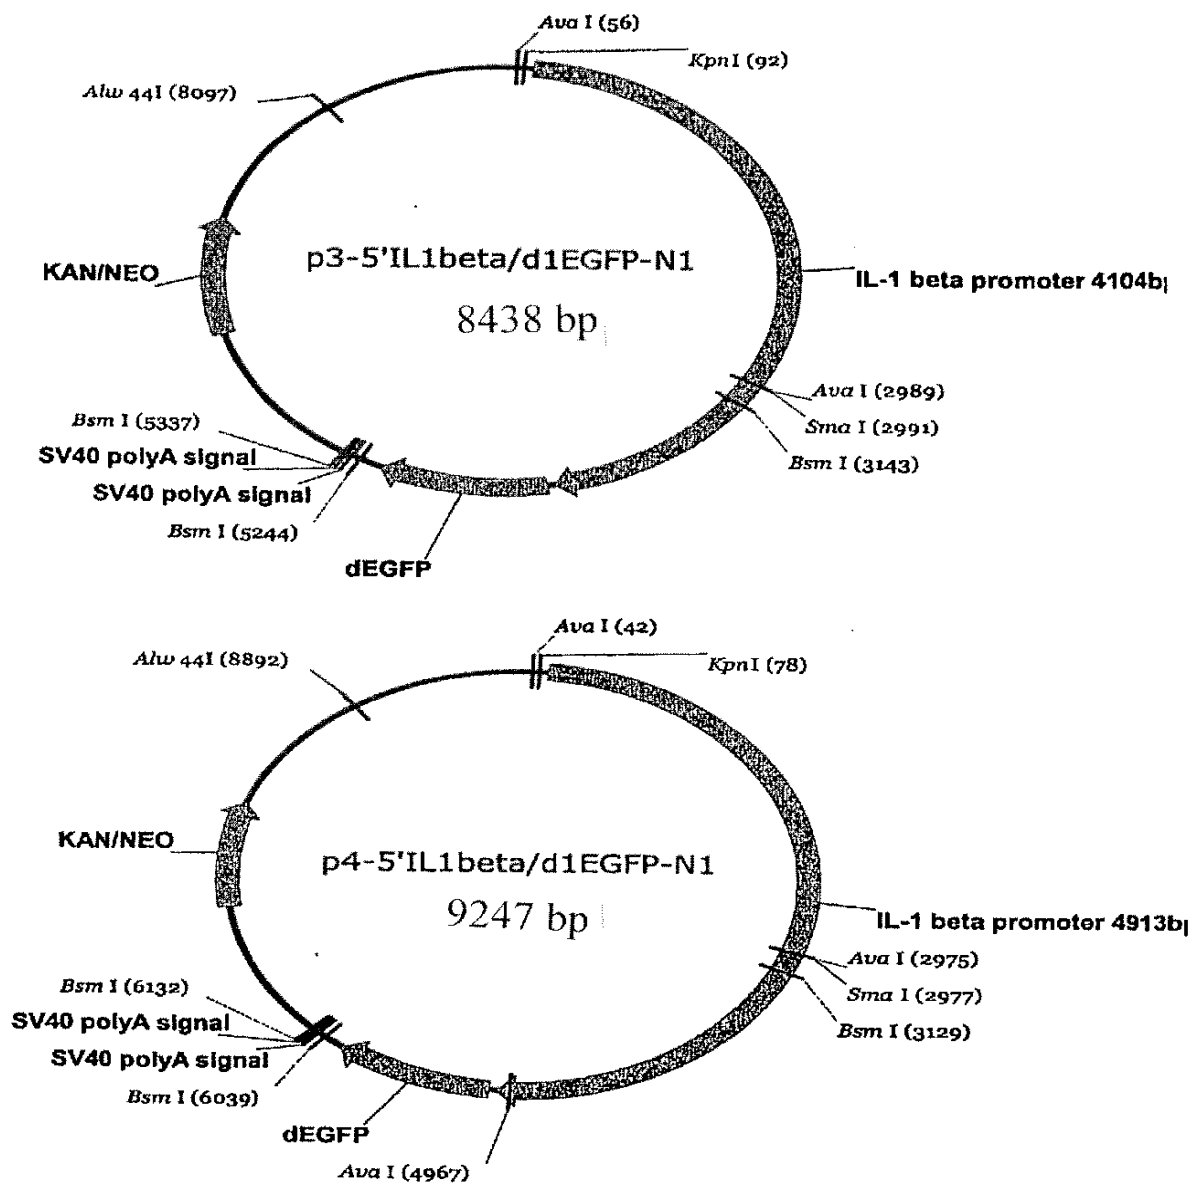 Ava I (56)
KpnI (92)
Alw 44I (8097)
p3-5'IL1beta/d1EGFP-N1
8438 bp
KAN/NEO
IL-1 beta promoter 4104b
Ava I (2989)
Sma I (2991)
Bsm I (3143)
Bsm I (5337)
SV40 polyA signal
SV40 polyA signal
Bsm I (5244)
dEGFP
Ava I (42)
KpnI (78)
Alw 44I (8892)
p4-5'IL1beta/d1EGFP-N1
9247 bp
KAN/NEO
IL-1 beta promoter 4913b
Ava I (2975)
Sma I (2977)
Bsm I (3129)
Bsm I (6132)
SV40 polyA signal
SV40 polyA signal
Bsm I (6039)
dEGFP
Ava I (4967)